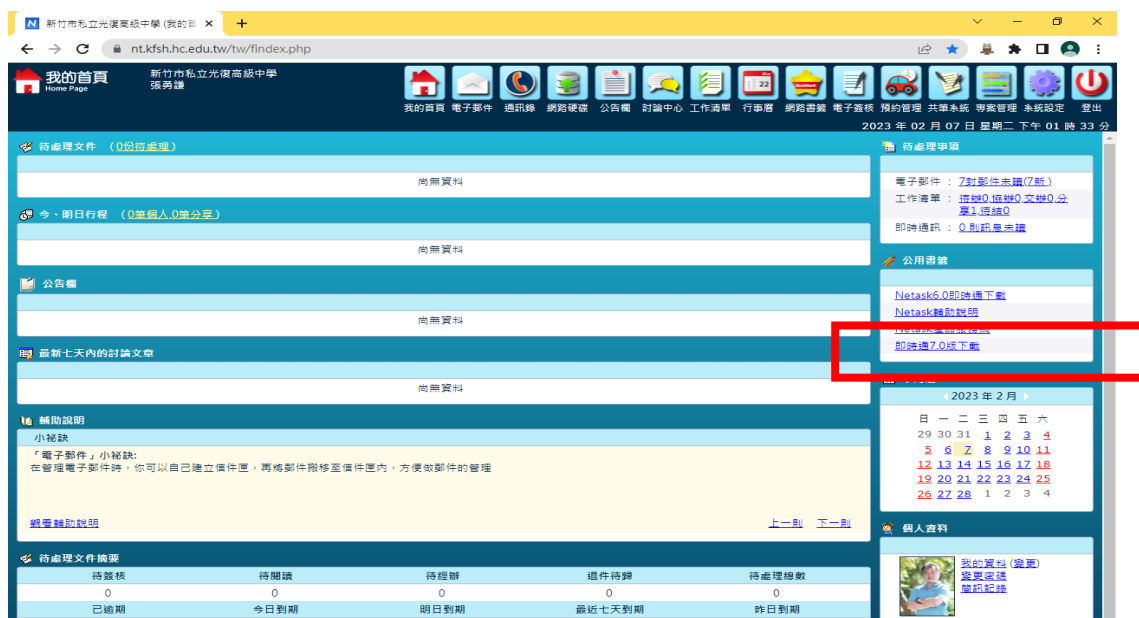 新竹市私立光復高級中學 (我的首
nt.kfsh.hc.edu.tw/tw/findex.php
我的首頁
Home Page
新竹市私立光復高級中學
張勇謙
我的首頁 電子郵件 通訊錄 網路硬碟 公告欄 討論中心 工作清單 行事曆 網路書籤 電子簽核 預約管理 共筆系統 專案管理 系統設定 登出
2023 年 02 月 07 日 星期二 下午 01 時 33 分
待處理文件 (0份待處理)
尚無資料
今、明日行程 (0筆個人,0筆分享)
尚無資料
公告欄
尚無資料
最新七天內的討論文章
尚無資料
輔助說明
小祕訣
「電子郵件」小祕訣:
在管理電子郵件時,你可以自己建立信件匣,再將郵件搬移至信件匣內,方便做郵件的管理
觀看輔助說明 上一則 下一則
待處理文件摘要
待簽核 待閱讀 待經辦 退件待歸 待處理總數
0 0 0 0 0
已逾期 今日到期 明日到期 最近七天到期 昨日到期
待處理事項
電子郵件 : 7封郵件未讀(7新 )
工作清單 : 待辦0,協辦0,交辦0,分
享1,待結0
即時通訊 : 0 則訊息未讀
公用書籤
Netask6.0即時通下載
Netask輔助說明
即時通7.0版下載
2023 年 2 月
日 一 二 三 四 五 六
29 30 31 1 2 3 4
5 6 7 8 9 10 11
12 13 14 15 16 17 18
19 20 21 22 23 24 25
26 27 28 1 2 3 4
個人資料
我的資料 (變更)
變更密碼
簡訊記錄